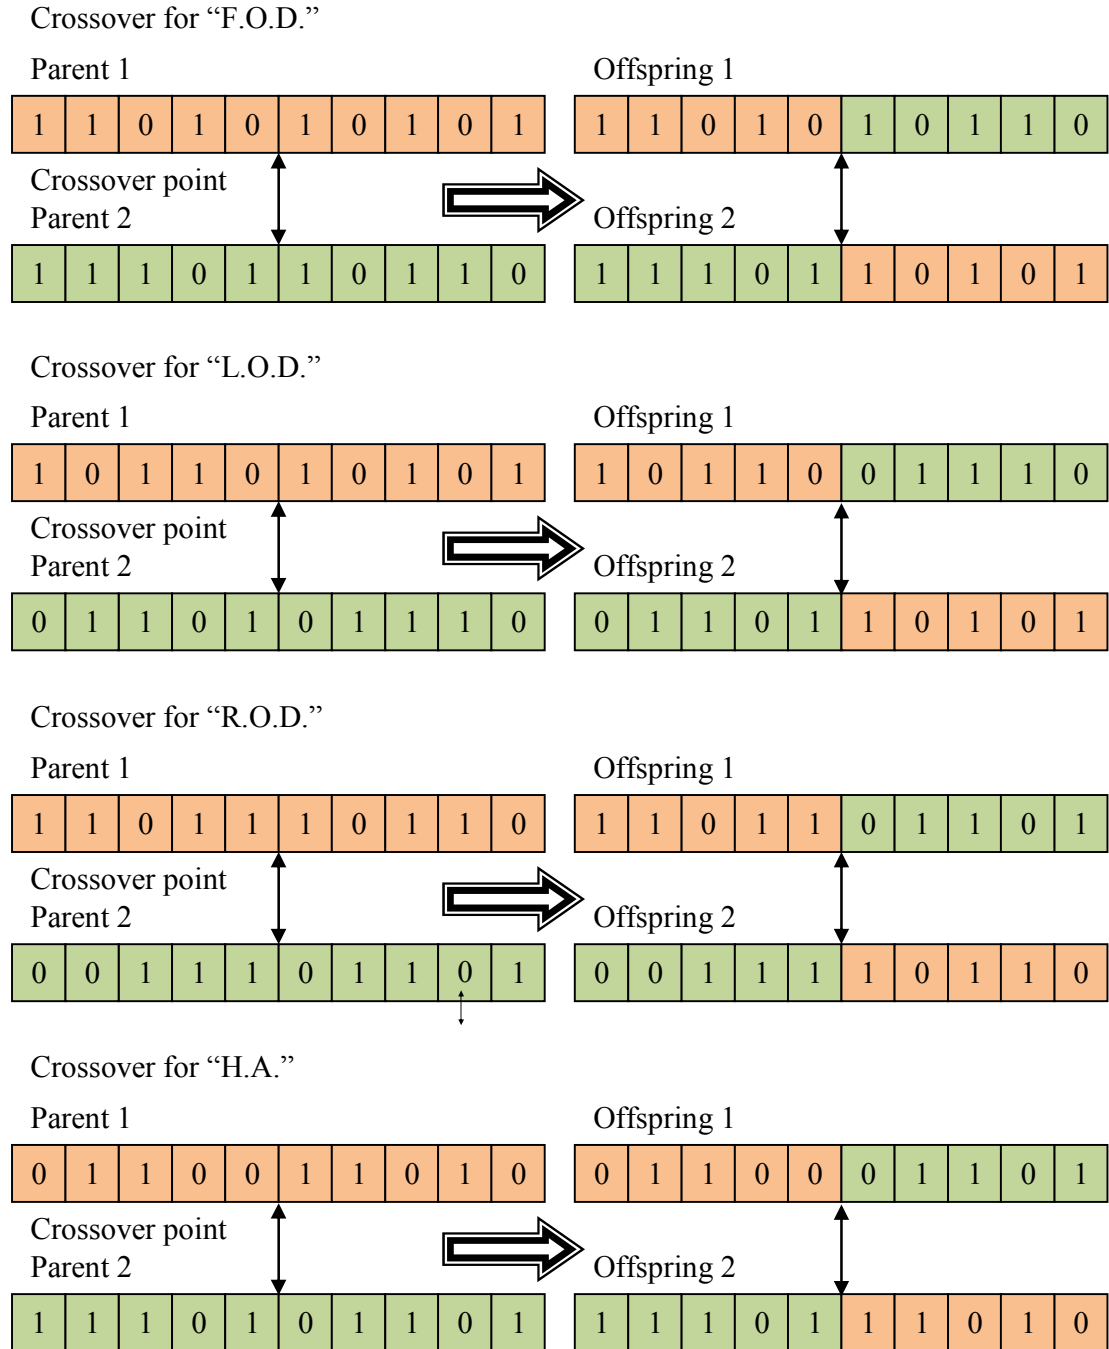 Crossover for “F.O.D.”
Parent 1 Offspring 1
1 1 0 1 0 1 0 1 0 1 1 1 0 1 0 1 0 1 1 0
Crossover point
Parent 2 Offspring 2
1 1 1 0 1 1 0 1 1 0 1 1 1 0 1 1 0 1 0 1
Crossover for “L.O.D.”
Parent 1 Offspring 1
1 0 1 1 0 1 0 1 0 1 1 0 1 1 0 0 1 1 1 0
Crossover point
Parent 2 Offspring 2
0 1 1 0 1 0 1 1 1 0 0 1 1 0 1 1 0 1 0 1
Crossover for “R.O.D.”
Parent 1 Offspring 1
1 1 0 1 1 1 0 1 1 0 1 1 0 1 1 0 1 1 0 1
Crossover point
Parent 2 Offspring 2
0 0 1 1 1 0 1 1 0 1 0 0 1 1 1 1 0 1 1 0
Crossover for “H.A.”
Parent 1 Offspring 1
0 1 1 0 0 1 1 0 1 0 0 1 1 0 0 0 1 1 0 1
Crossover point
Parent 2 Offspring 2
1 1 1 0 1 0 1 1 0 1 1 1 1 0 1 1 1 0 1 0